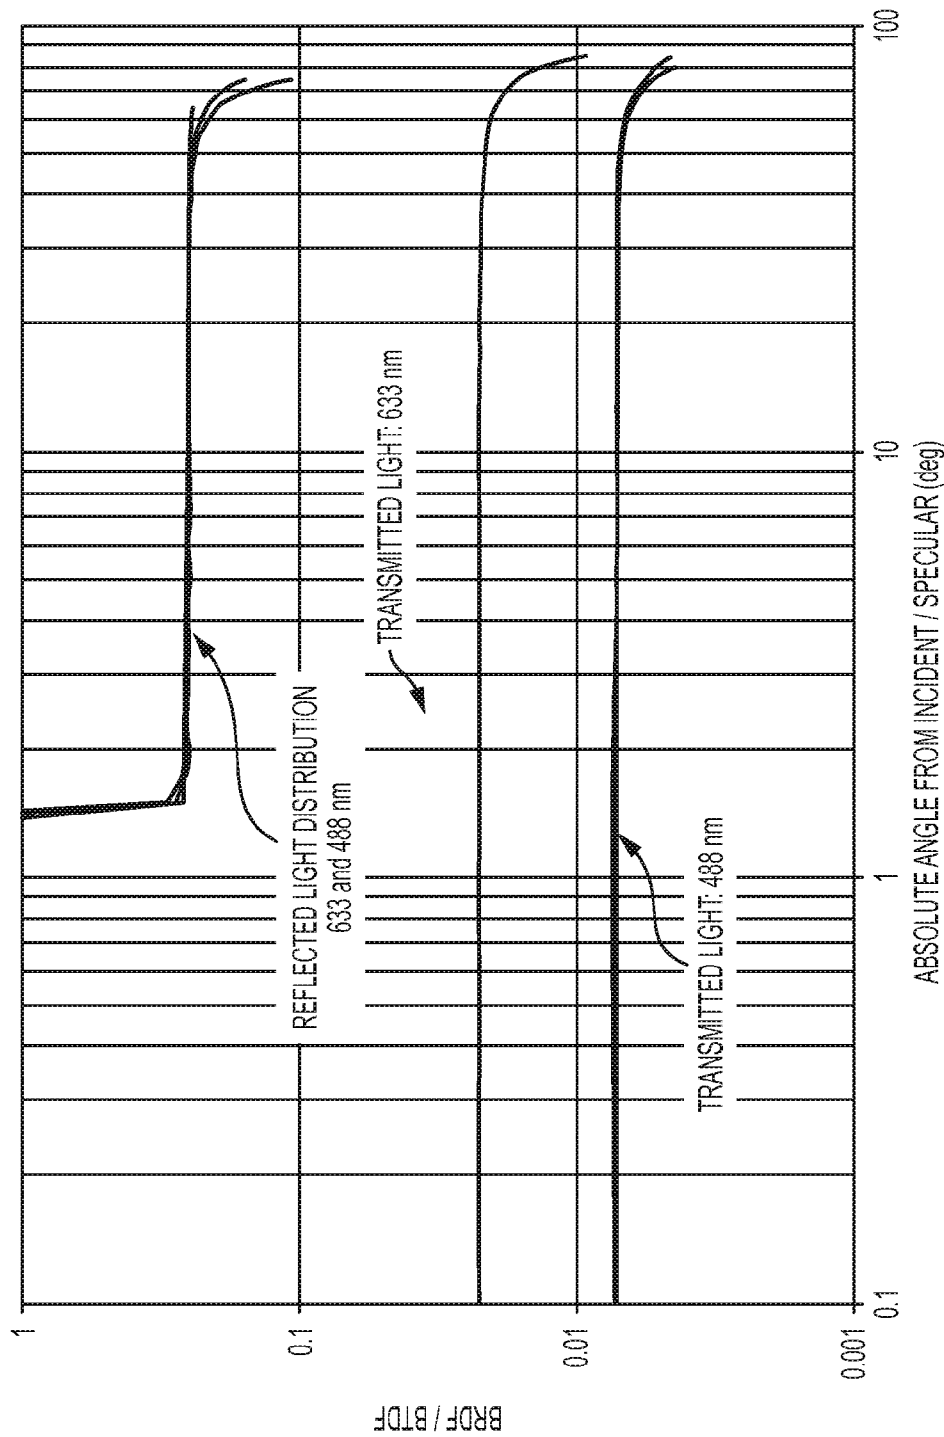 BRDF / BTDF
1
0.1
0.01
0.001
REFLECTED LIGHT DISTRIBUTION
633 and 488 nm
TRANSMITTED LIGHT: 633 nm
TRANSMITTED LIGHT: 488 nm
0.1
1
10
100
ABSOLUTE ANGLE FROM INCIDENT / SPECULAR (deg)